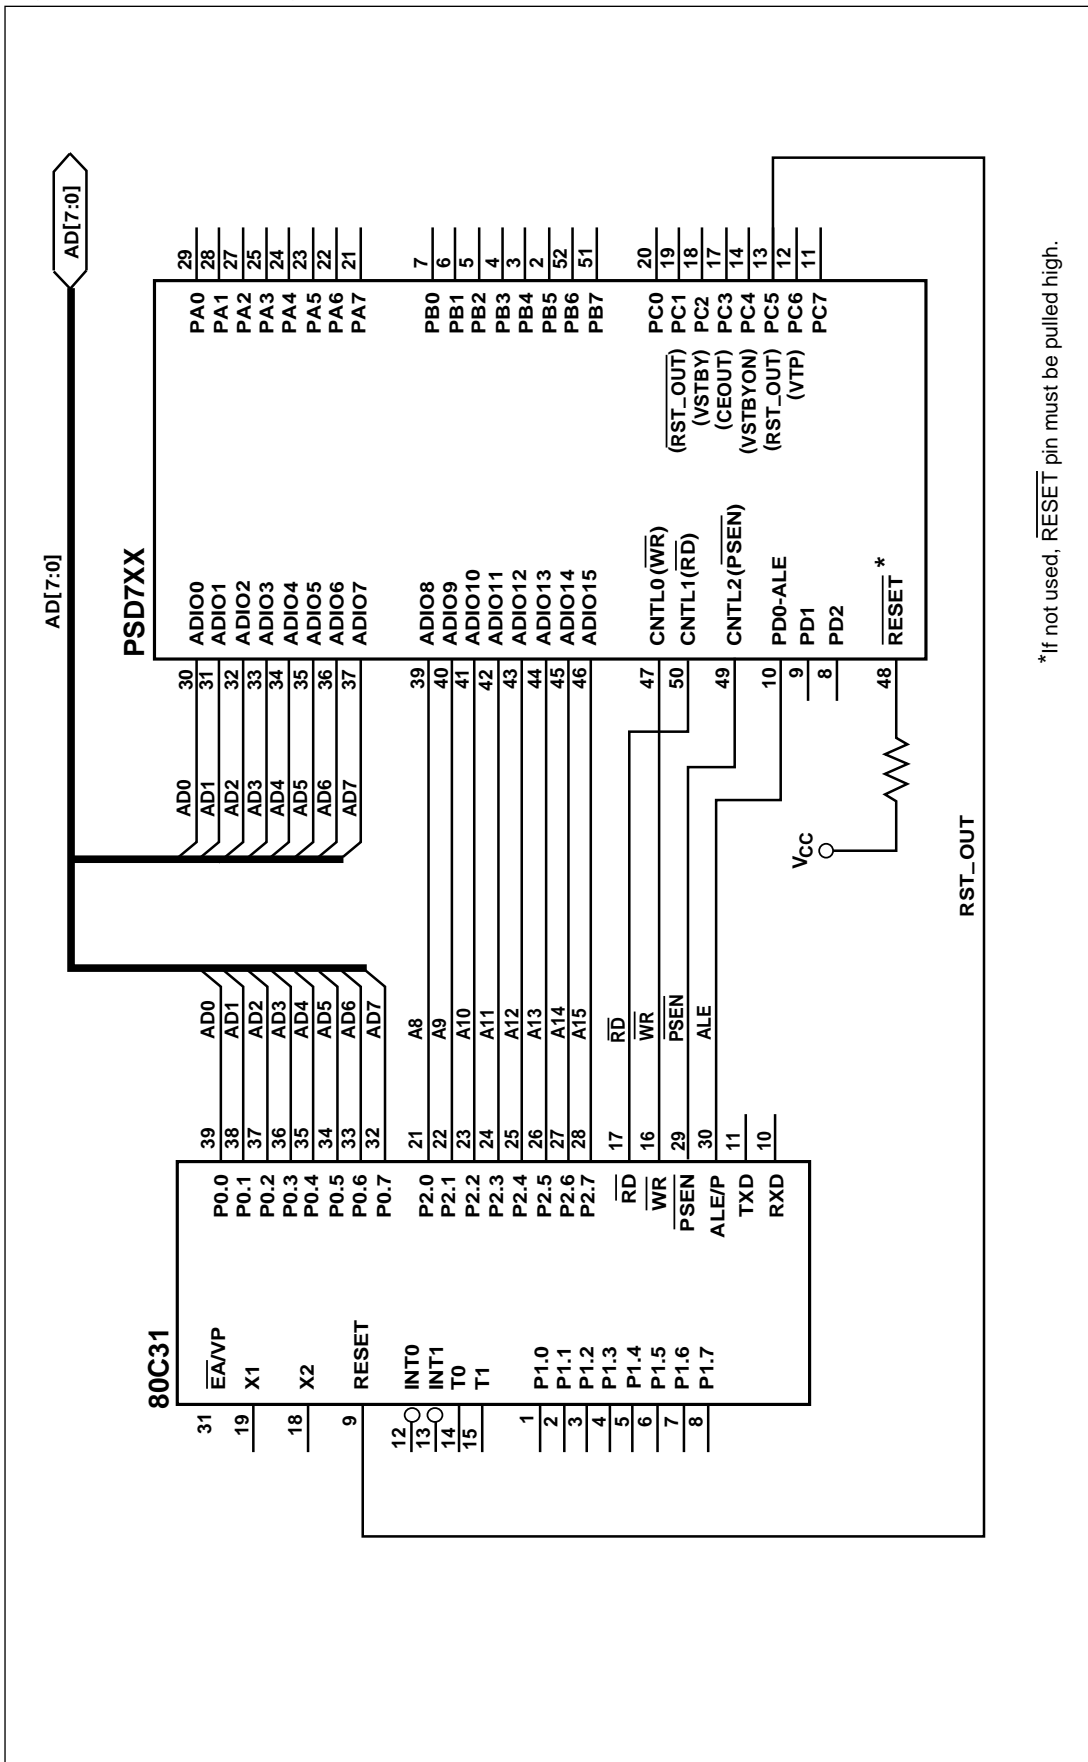 AD[7:0]
AD[7:0]
80C31
PSD7XX
31 EA/VP
19 X1
18 X2
9 RESET
12 INT0
13 INT1
14 T0
15 T1
1 P1.0
2 P1.1
3 P1.2
4 P1.3
5 P1.4
6 P1.5
7 P1.6
8 P1.7
P0.0 39 AD0
P0.1 38 AD1
P0.2 37 AD2
P0.3 36 AD3
P0.4 35 AD4
P0.5 34 AD5
P0.6 33 AD6
P0.7 32 AD7
P2.0 21 A8
P2.1 22 A9
P2.2 23 A10
P2.3 24 A11
P2.4 25 A12
P2.5 26 A13
P2.6 27 A14
P2.7 28 A15
RD 17 RD
WR 16 WR
PSEN 29 PSEN
ALE/P 30 ALE
TXD 11
RXD 10
AD0 30 ADIO0
AD1 31 ADIO1
AD2 32 ADIO2
AD3 33 ADIO3
AD4 34 ADIO4
AD5 35 ADIO5
AD6 36 ADIO6
AD7 37 ADIO7
39 ADIO8
40 ADIO9
41 ADIO10
42 ADIO11
43 ADIO12
44 ADIO13
45 ADIO14
46 ADIO15
47 CNTL0(WR)
50 CNTL1(RD)
49 CNTL2(PSEN)
10 PD0-ALE
9 PD1
8 PD2
VCC
48 RESET *
PA0 29
PA1 28
PA2 27
PA3 25
PA4 24
PA5 23
PA6 22
PA7 21
PB0 7
PB1 6
PB2 5
PB3 4
PB4 3
PB5 2
PB6 52
PB7 51
PC0 20
(RST_OUT) PC1 19
(VSTBY) PC2 18
(CEOUT) PC3 17
(VSTBYON) PC4 14
(RST_OUT) PC5 13
(VTP) PC6 12
PC7 11
RST_OUT
*If not used, RESET pin must be pulled high.